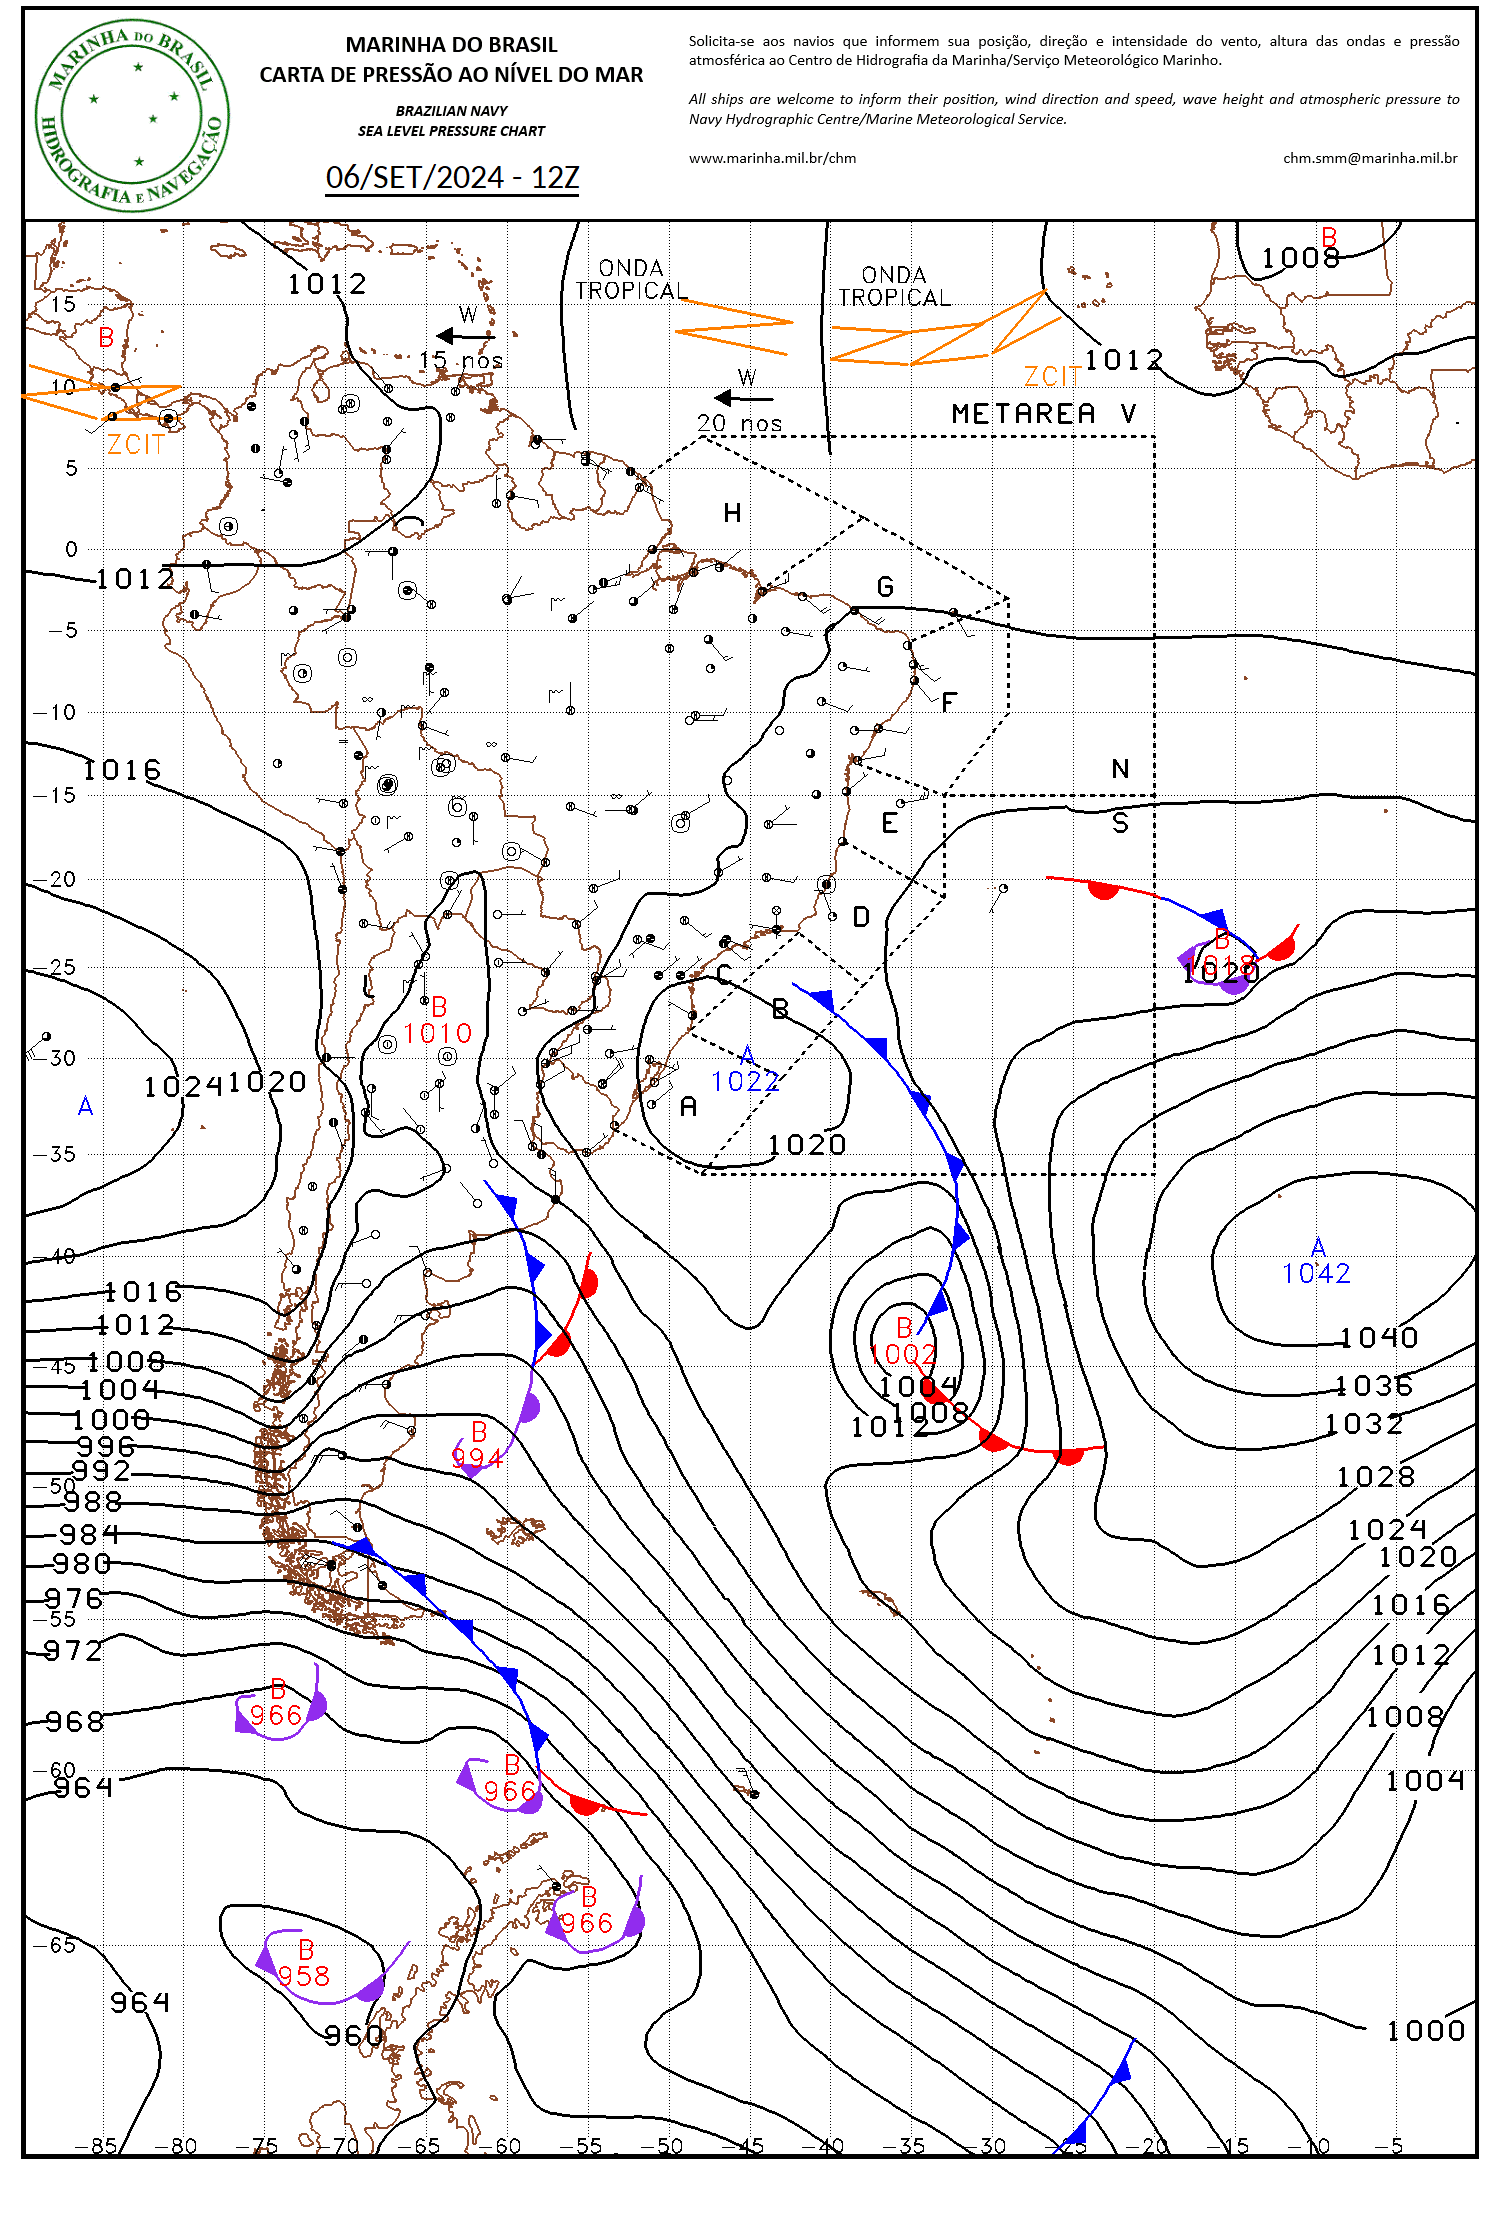 MARINHA DO BRASIL
HIDROGRAFIA E NAVEGAÇÃO
MARINHA DO BRASIL
CARTA DE PRESSÃO AO NÍVEL DO MAR
BRAZILIAN NAVY
SEA LEVEL PRESSURE CHART
06/SET/2024 - 12Z
Solicita-se aos navios que informem sua posição, direção e intensidade do vento, altura das ondas e pressão
atmosférica ao Centro de Hidrografia da Marinha/Serviço Meteorológico Marinho.
All ships are welcome to inform their position, wind direction and speed, wave height and atmospheric pressure to
Navy Hydrographic Centre/Marine Meteorological Service.
www.marinha.mil.br/chm
chm.smm@marinha.mil.br
B
1008
ONDA
TROPICAL
ONDA
TROPICAL
1012
15
W
15 nos
B
1012
ZCIT
10
W
20 nos
METAREA V
ZCIT
5
H
0
1012
G
-5
F
-10
1016
N
-15
E
S
-20
D
B
1018
1020
-25
C
L
B
1010
B
A
1022
-30
1024
1020
A
A
1020
-35
A
1042
-40
1016
1012
B
1002
1040
1008
-45
1004
1004
1036
1008
1012
1000
1032
B
994
996
992
1028
-50
988
984
1024
980
1020
976
1016
-55
972
1012
B
966
968
1008
B
966
-60
964
1004
B
966
-65
B
958
964
960
1000
-85
-80
-75
-70
-65
-60
-55
-50
-45
-40
-35
-30
-25
-20
-15
-10
-5